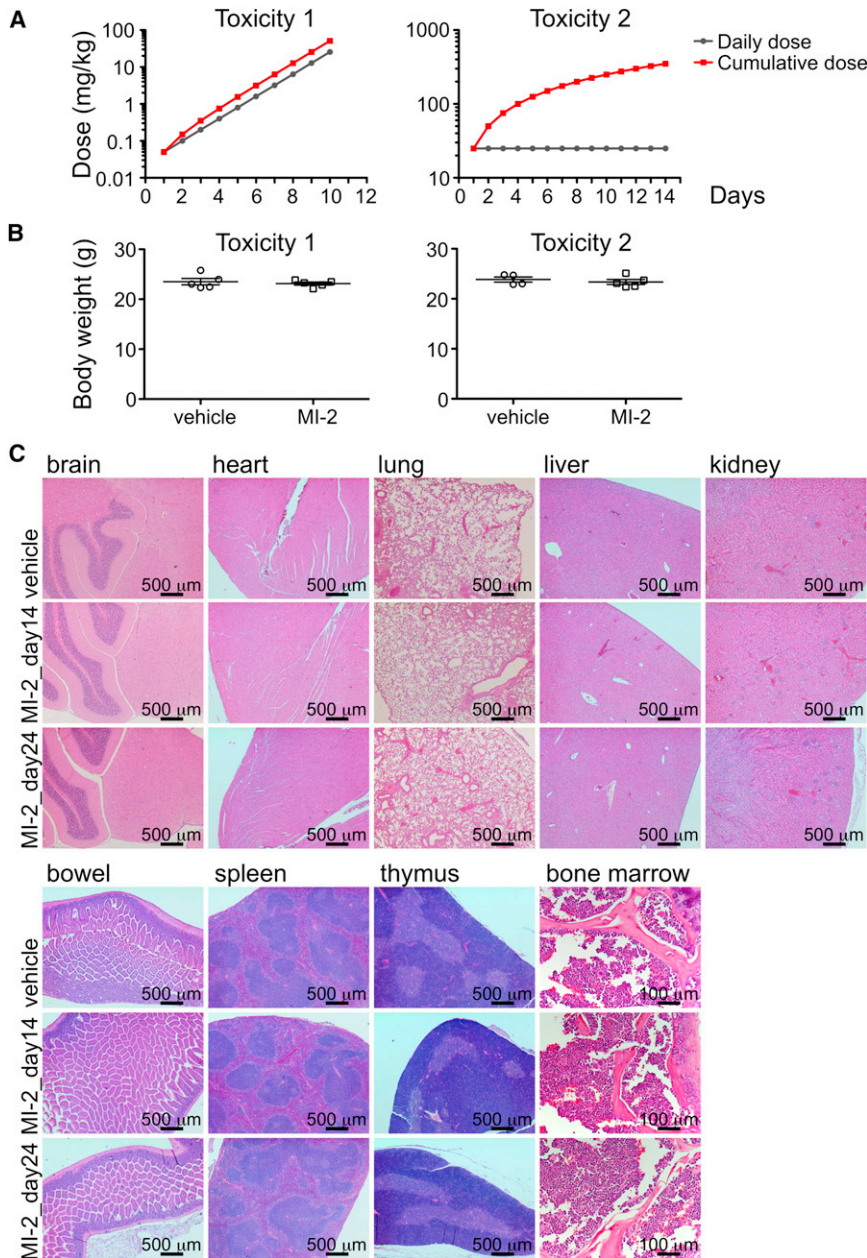 A
Toxicity 1
Toxicity 2
Dose (mg/kg)
100
10
1
0.1
0.01
0 2 4 6 8 10 12
1000
100
10
0 2 4 6 8 10 12 14
Days
Daily dose
Cumulative dose
B
Toxicity 1
Toxicity 2
Body weight (g)
30
20
10
0
vehicle MI-2
30
20
10
0
vehicle MI-2
C
brain heart lung liver kidney
vehicle
500 µm 500 µm 500 µm 500 µm 500 µm
MI-2_day14
500 µm 500 µm 500 µm 500 µm 500 µm
MI-2_day24
500 µm 500 µm 500 µm 500 µm 500 µm
bowel spleen thymus bone marrow
vehicle
500 µm 500 µm 500 µm 100 µm
MI-2_day14
500 µm 500 µm 500 µm 100 µm
MI-2_day24
500 µm 500 µm 500 µm 100 µm